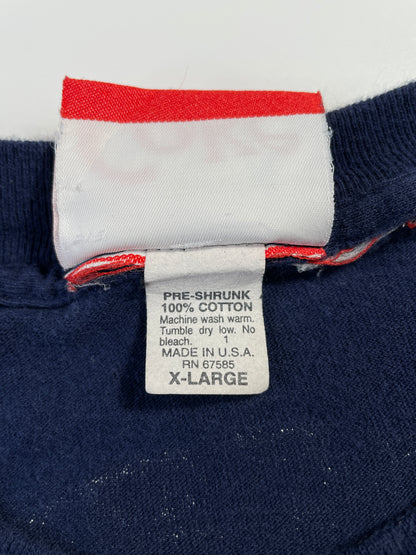 PRE-SHRUNK
100% COTTON
Machine wash warm.
Tumble dry low. No
bleach. 1
MADE IN U.S.A.
RN 67585
X-LARGE